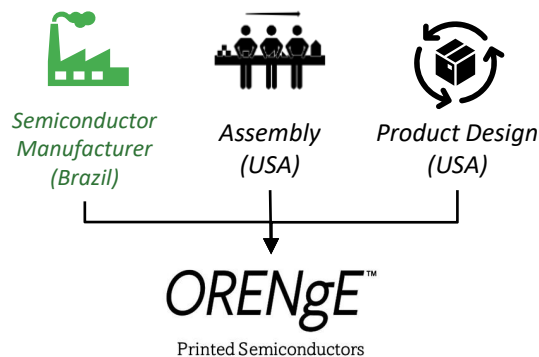 Semiconductor
Manufacturer
(Brazil)
Assembly
(USA)
Product Design
(USA)
ORENgE™
Printed Semiconductors